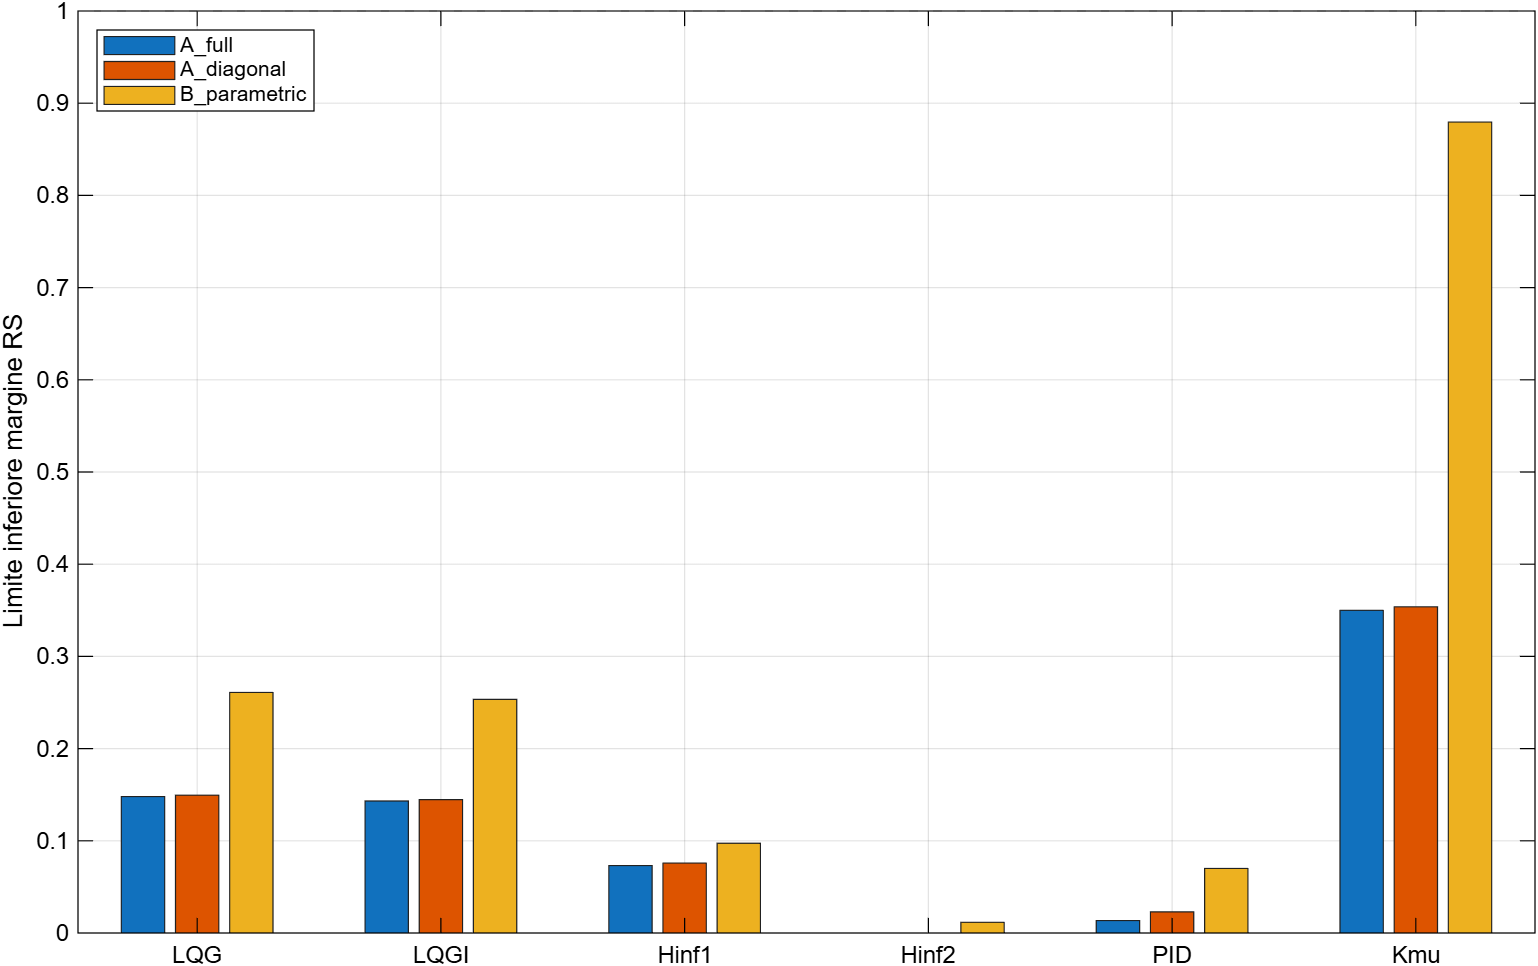 1
0.9
0.8
0.7
0.6
0.5
0.4
0.3
0.2
0.1
0
Limite inferiore margine RS
A_full
A_diagonal
B_parametric
LQG
LQGI
Hinf1
Hinf2
PID
Kmu